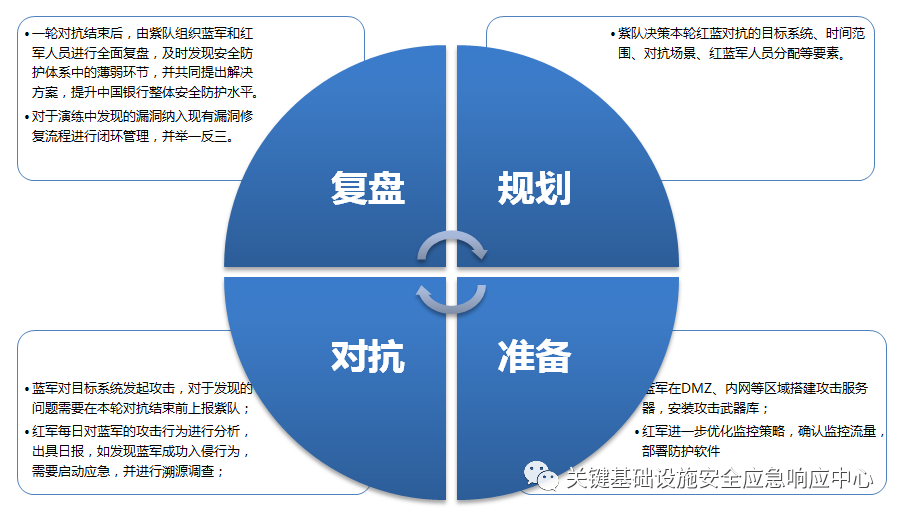 • 一轮对抗结束后，由紫队组织蓝军和红
军人员进行全面复盘，及时发现安全防
护体系中的薄弱环节，并共同提出解决
方案，提升中国银行整体安全防护水平。
• 对于演练中发现的漏洞纳入现有漏洞修
复流程进行闭环管理，并举一反三。
• 紫队决策本轮红蓝对抗的目标系统、时间范
围、对抗场景、红蓝军人员分配等要素。
复盘
规划
对抗
准备
• 蓝军对目标系统发起攻击，对于发现的
问题需要在本轮对抗结束前上报紫队；
• 红军每日对蓝军的攻击行为进行分析，
出具日报，如发现蓝军成功入侵行为，
需要启动应急，并进行溯源调查；
蓝军在DMZ、内网等区域搭建攻击服务
器，安装攻击武器库；
• 红军进一步优化监控策略，确认监控流量，
部署防护软件
关键基础设施安全应急响应中心